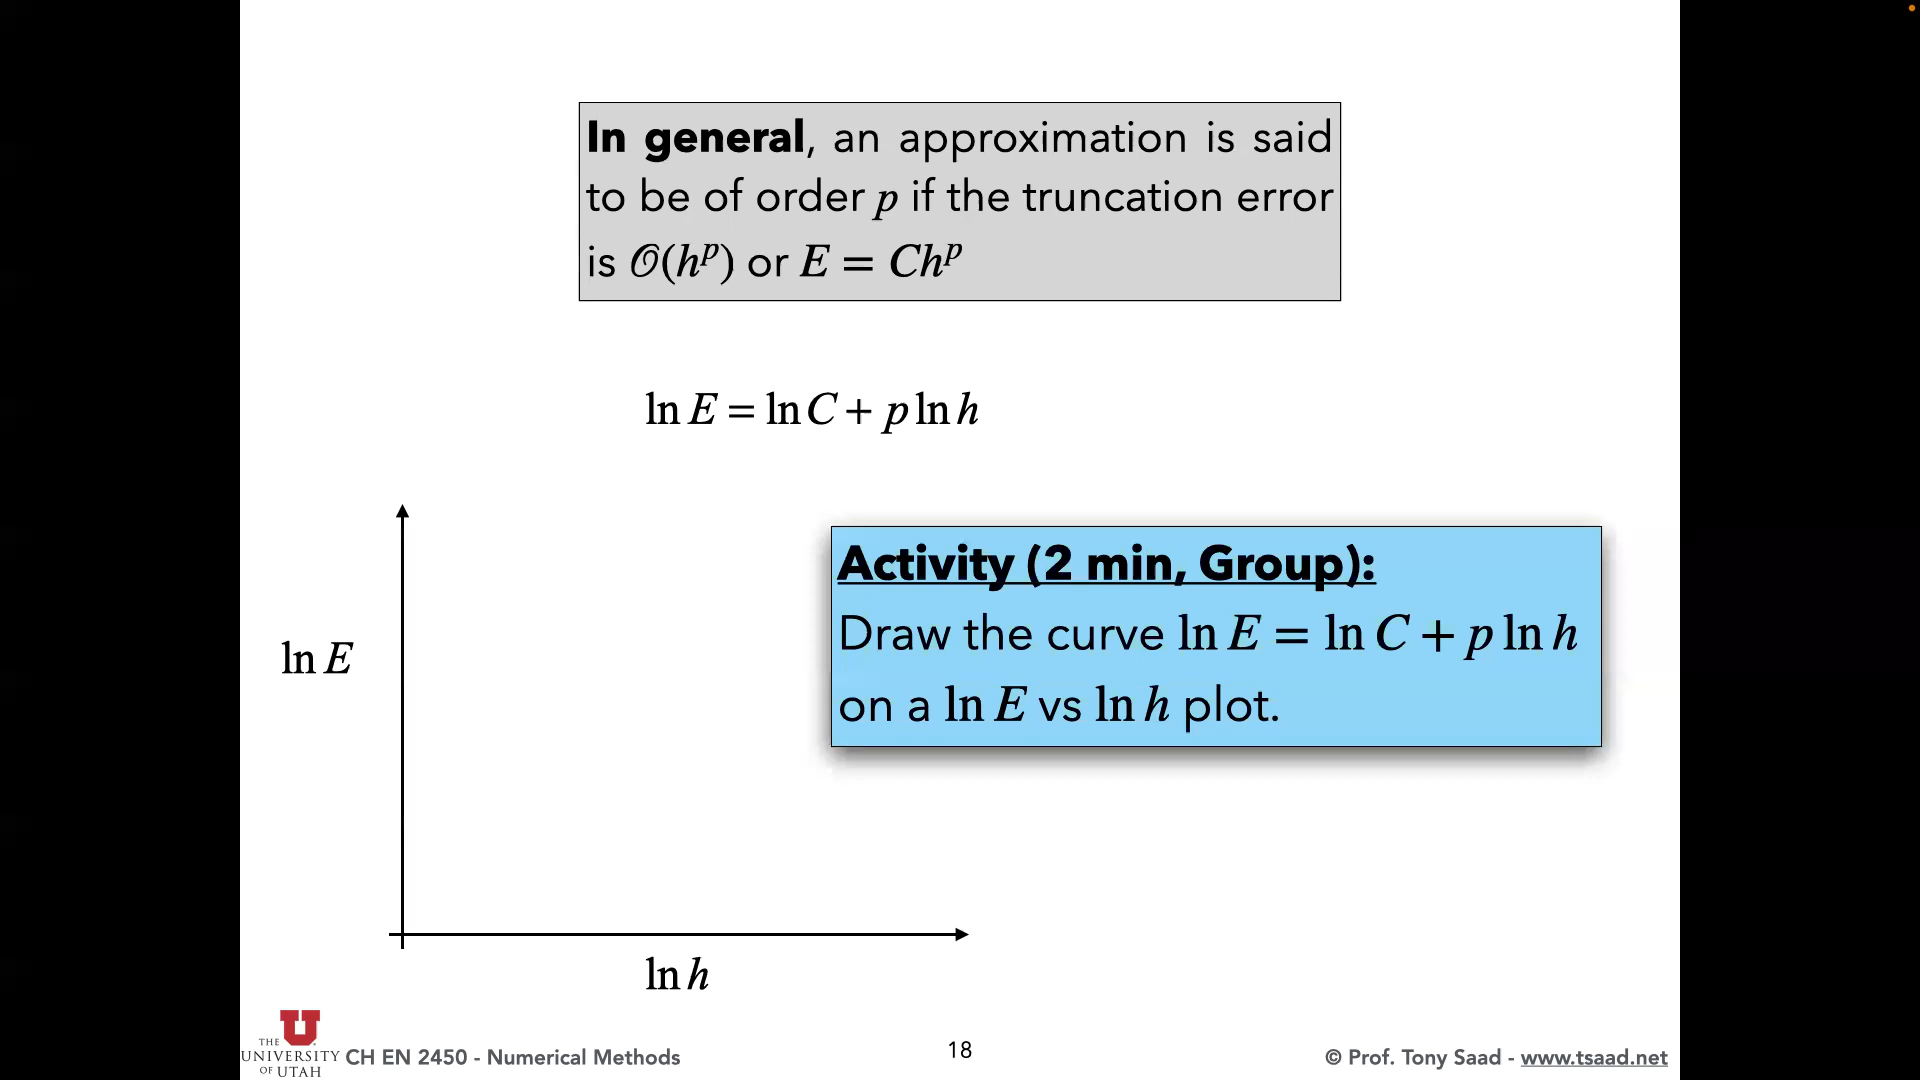 In general, an approximation is said
to be of order p if the truncation error
is 𝒪(hᵖ) or E = Chᵖ
ln E = ln C + p ln h
Activity (2 min, Group):
Draw the curve ln E = ln C + p ln h
on a ln E vs ln h plot.
ln E
ln h
THE
UNIVERSITY
OF UTAH
CH EN 2450 - Numerical Methods
18
© Prof. Tony Saad - www.tsaad.net